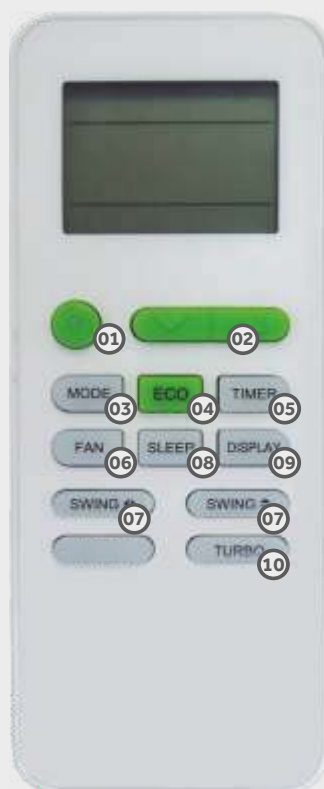 01 02
MODE 03 ECO 04 TIMER 05
FAN 06 SLEEP 08 DISPLAY 09
SWING 07 SWING 07
TURBO 10